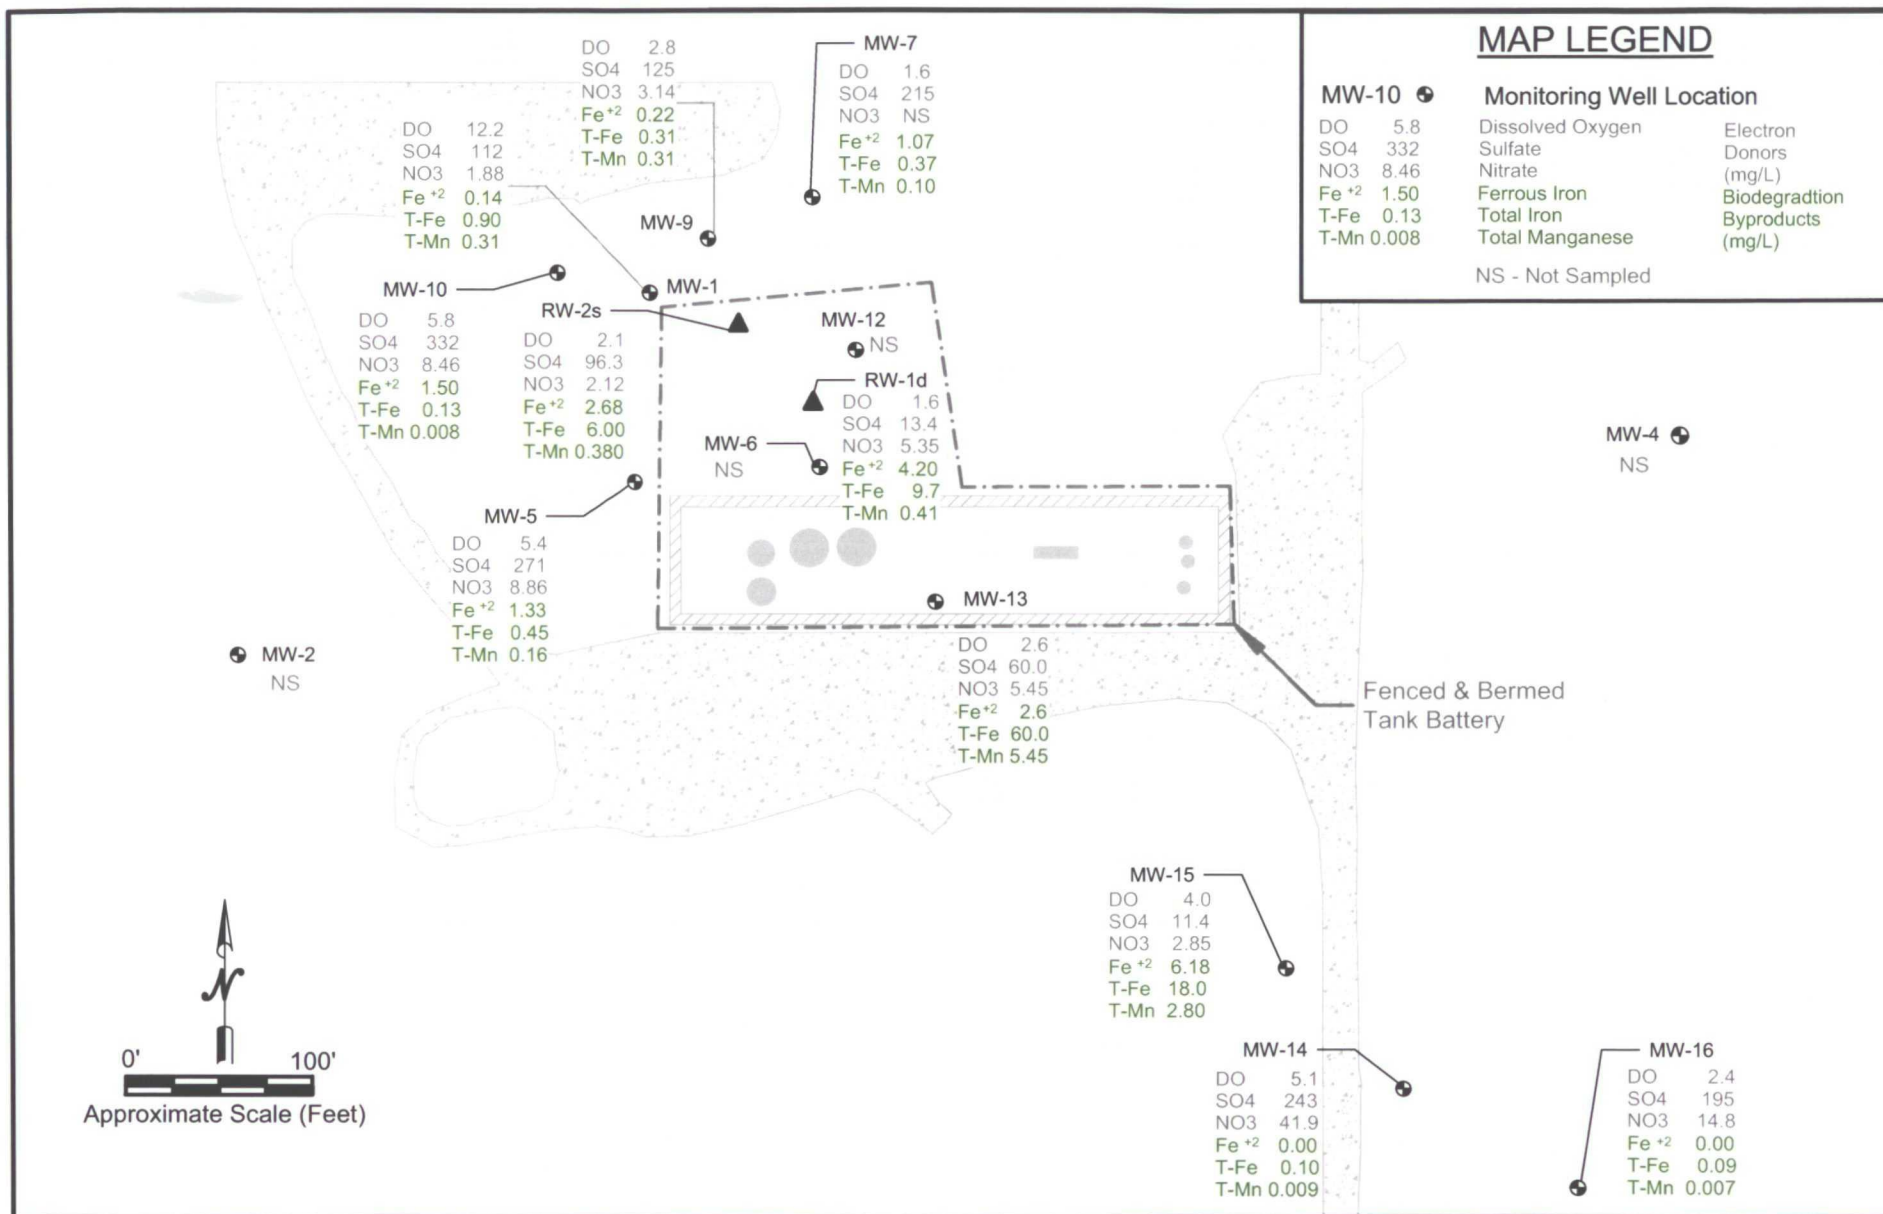 MAP LEGEND
MW-10 Monitoring Well Location
DO 5.8 Dissolved Oxygen Electron
SO4 332 Sulfate Donors
NO3 8.46 Nitrate (mg/L)
Fe +2 1.50 Ferrous Iron Biodegradtion
T-Fe 0.13 Total Iron Byproducts
T-Mn 0.008 Total Manganese (mg/L)
NS - Not Sampled
DO 2.8
SO4 125
NO3 3.14
Fe+2 0.22
T-Fe 0.31
T-Mn 0.31
MW-9
MW-7
DO 1.6
SO4 215
NO3 NS
Fe+2 1.07
T-Fe 0.37
T-Mn 0.10
DO 12.2
SO4 112
NO3 1.88
Fe +2 0.14
T-Fe 0.90
T-Mn 0.31
MW-1
MW-10
DO 5.8
SO4 332
NO3 8.46
Fe+2 1.50
T-Fe 0.13
T-Mn 0.008
RW-2s
DO 2.1
SO4 96.3
NO3 2.12
Fe+2 2.68
T-Fe 6.00
T-Mn 0.380
MW-12
NS
RW-1d
DO 1.6
SO4 13.4
NO3 5.35
Fe+2 4.20
T-Fe 9.7
T-Mn 0.41
MW-6
NS
MW-4
NS
MW-5
DO 5.4
SO4 271
NO3 8.86
Fe +2 1.33
T-Fe 0.45
T-Mn 0.16
MW-13
DO 2.6
SO4 60.0
NO3 5.45
Fe+2 2.6
T-Fe 60.0
T-Mn 5.45
MW-2
NS
Fenced & Bermed
Tank Battery
MW-15
DO 4.0
SO4 11.4
NO3 2.85
Fe +2 6.18
T-Fe 18.0
T-Mn 2.80
MW-14
DO 5.1
SO4 243
NO3 41.9
Fe +2 0.00
T-Fe 0.10
T-Mn 0.009
MW-16
DO 2.4
SO4 195
NO3 14.8
Fe +2 0.00
T-Fe 0.09
T-Mn 0.007
N
0' 100'
Approximate Scale (Feet)